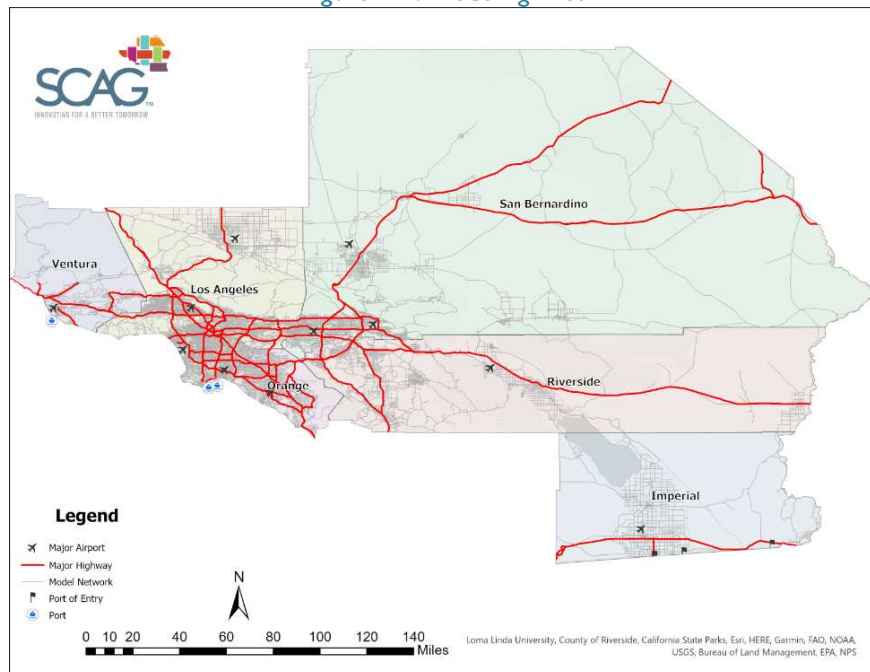 SCAG
INNOVATING FOR A BETTER TOMORROW
San Bernardino
Ventura
Los Angeles
Orange
Riverside
Imperial
Legend
Major Airport
Major Highway
Model Network
Port of Entry
Port
N
0 10 20 40 60 80 100 120 140
Miles
Loma Linda University, County of Riverside, California State Parks, Esri, HERE, Garmin, FAO, NOAA,
USGS, Bureau of Land Management, EPA, NPS